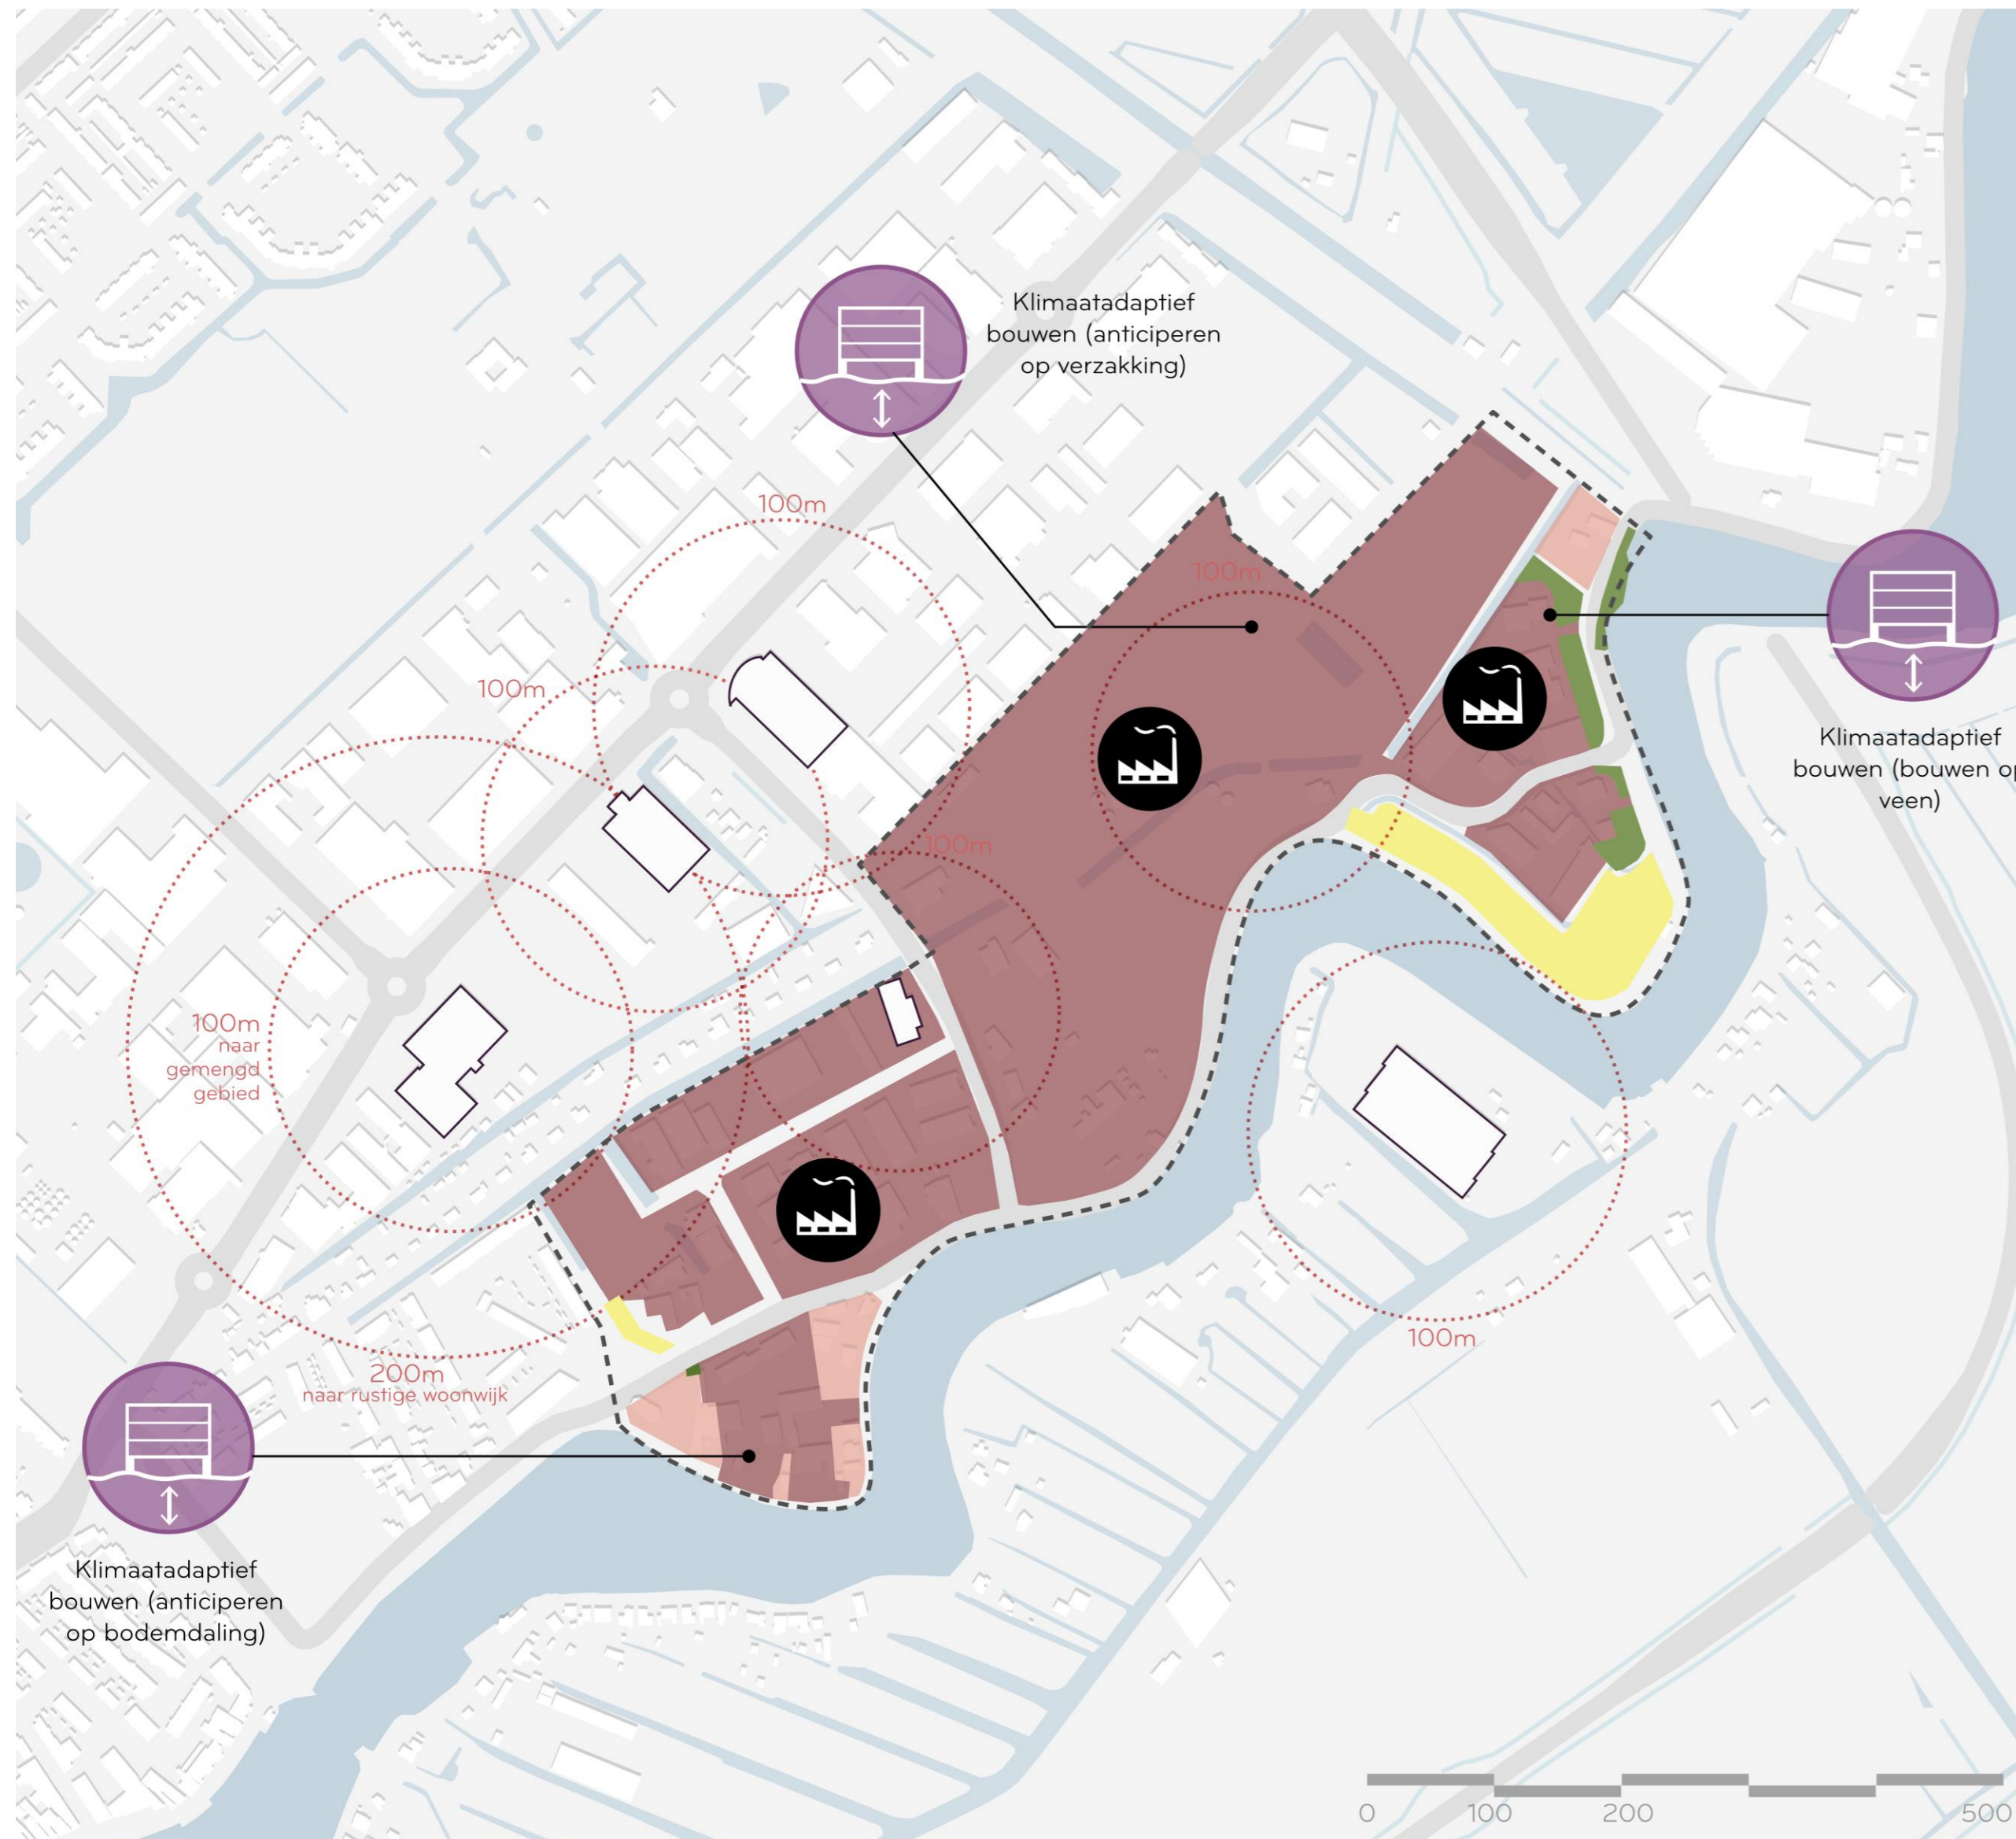 Klimaatadaptief
bouwen (anticiperen
op verzakking)
100m
100m
100m
100m
Klimaatadaptief
bouwen (bouwen op
veen)
100m
naar
gemengd
gebied
100m
200m
naar rustige woonwijk
Klimaatadaptief
bouwen (anticiperen
op bodemdaling)
0 100 200 500